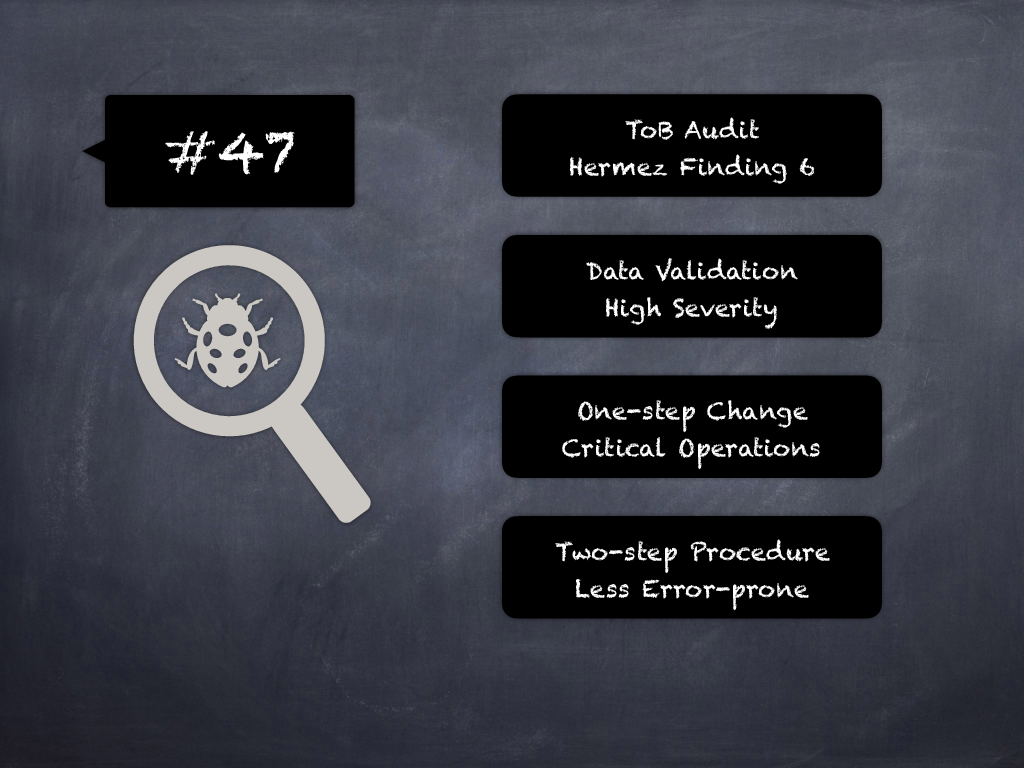 #47
ToB Audit
Hermez Finding 6
Data Validation
High Severity
One-step Change
Critical Operations
Two-step Procedure
Less Error-prone